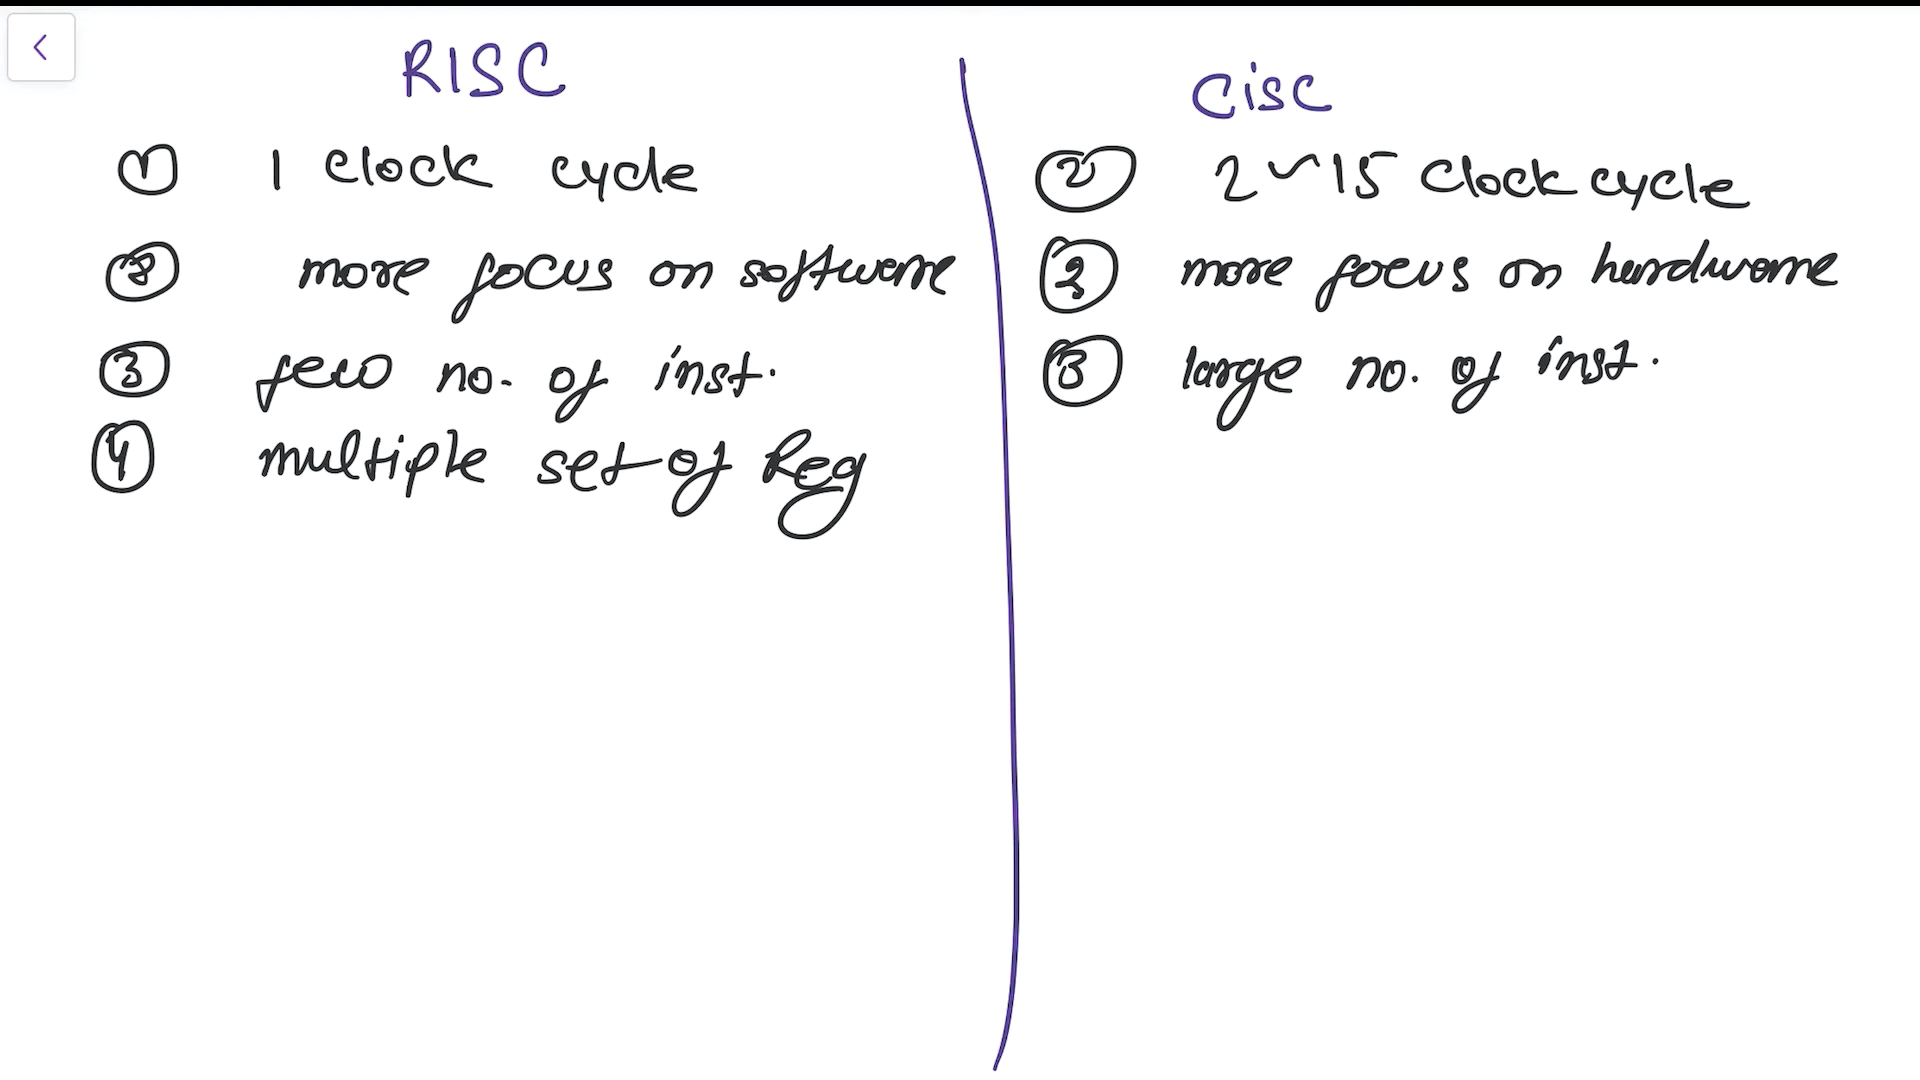 RISC
① 1 clock cycle
② more focus on software
③ few no. of inst.
④ multiple set of Reg
Cisc
2 ~ 15 Clock cycle
② more focus on hardware
③ large no. of inst.